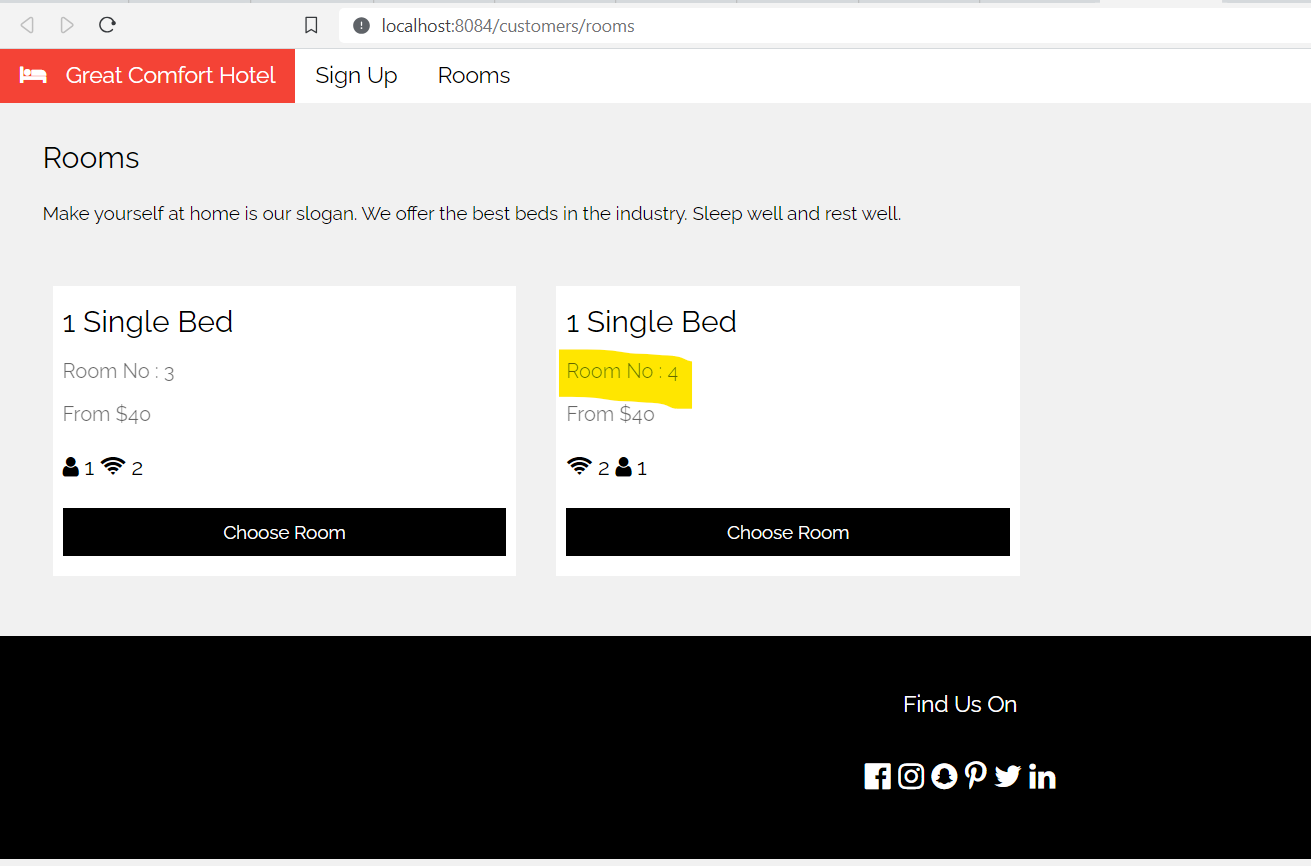 localhost:8084/customers/rooms
Great Comfort Hotel Sign Up Rooms
Rooms
Make yourself at home is our slogan. We offer the best beds in the industry. Sleep well and rest well.
1 Single Bed
Room No : 3
From $40
1 2
Choose Room
1 Single Bed
Room No : 4
From $40
2 1
Choose Room
Find Us On